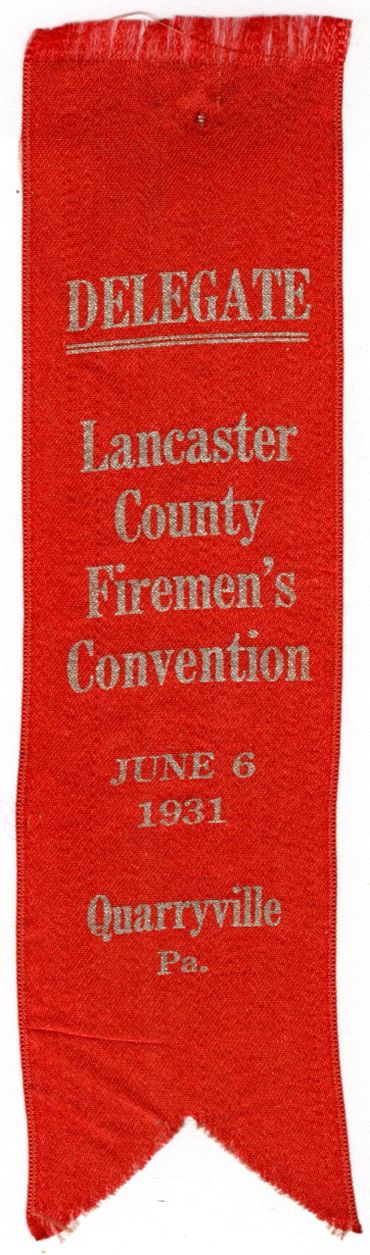 DELEGATE
Lancaster
County
Firemen's
Convention
JUNE 6
1931
Quarryville
Pa.